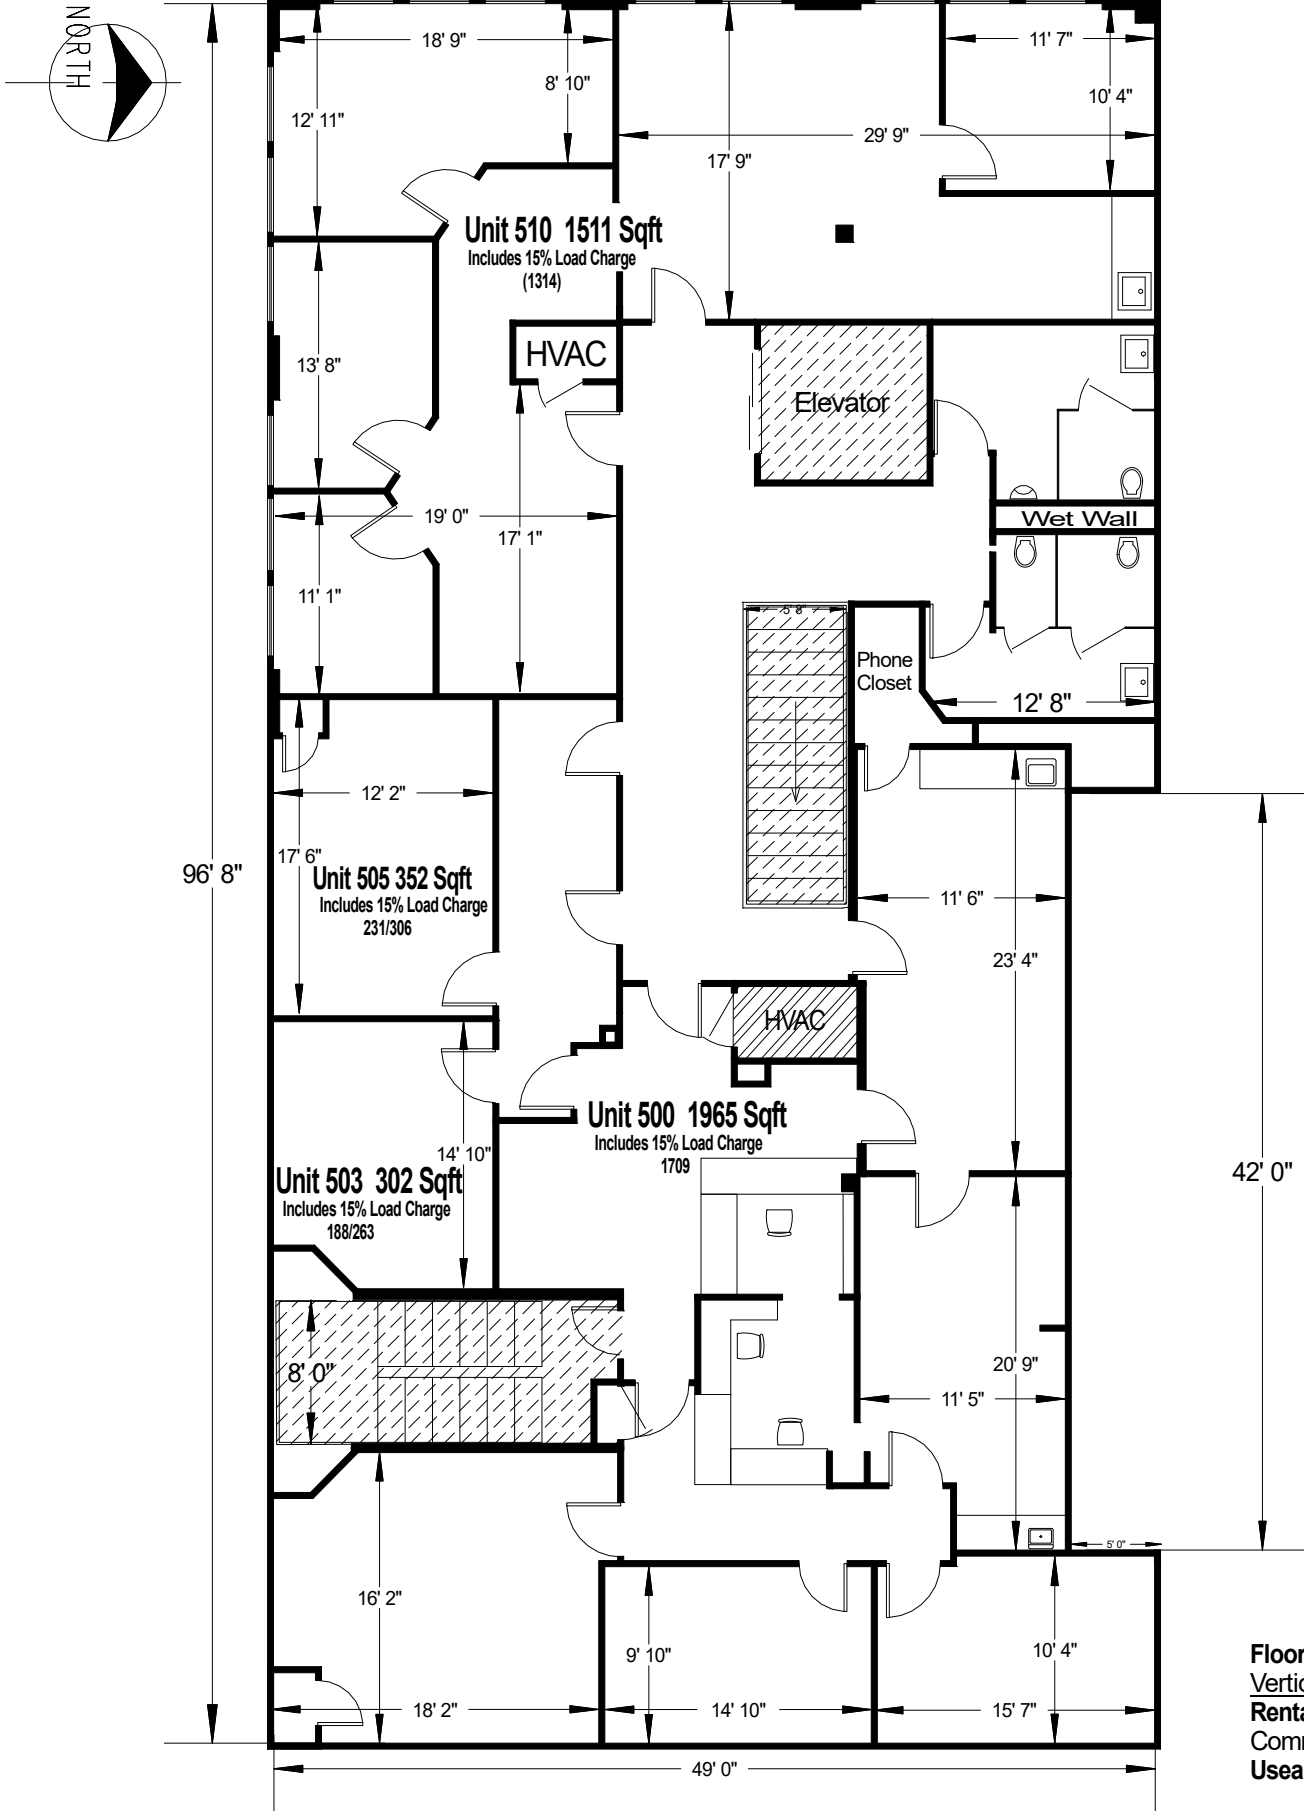 NORTH
18' 9"
11' 7"
8' 10"
10' 4"
12' 11"
29' 9"
17' 9"
Unit 510 1511 Sqft
Includes 15% Load Charge
(1314)
HVAC
13' 8"
Elevator
19' 0"
17' 1"
Wet Wall
11' 1"
5' 8"
Phone
Closet
12' 8"
12' 2"
17' 6"
96' 8"
Unit 505 352 Sqft
Includes 15% Load Charge
231/306
11' 6"
23' 4"
HVAC
Unit 500 1965 Sqft
Includes 15% Load Charge
1709
14' 10"
Unit 503 302 Sqft
Includes 15% Load Charge
188/263
42' 0"
8' 0"
20' 9"
11' 5"
5' 0"
16' 2"
9' 10"
10' 4"
18' 2"
14' 10"
15' 7"
49' 0"
Floor
Vertic
Renta
Comm
Usea